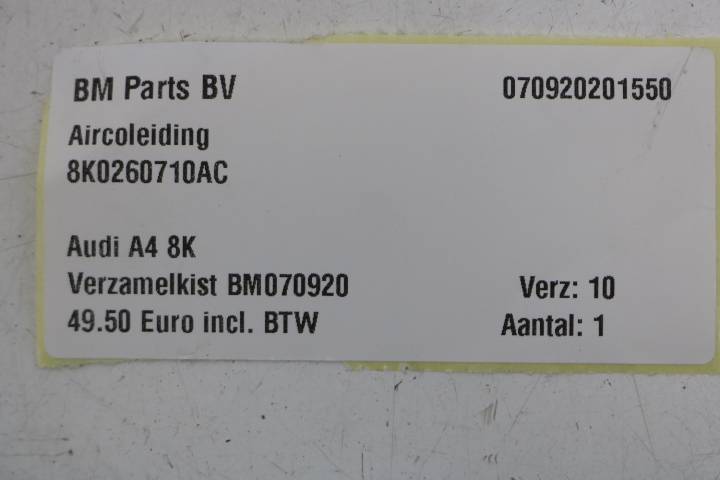 BM Parts BV 070920201550
Aircoleiding
8K0260710AC
Audi A4 8K
Verzamelkist BM070920 Verz: 10
49.50 Euro incl. BTW Aantal: 1